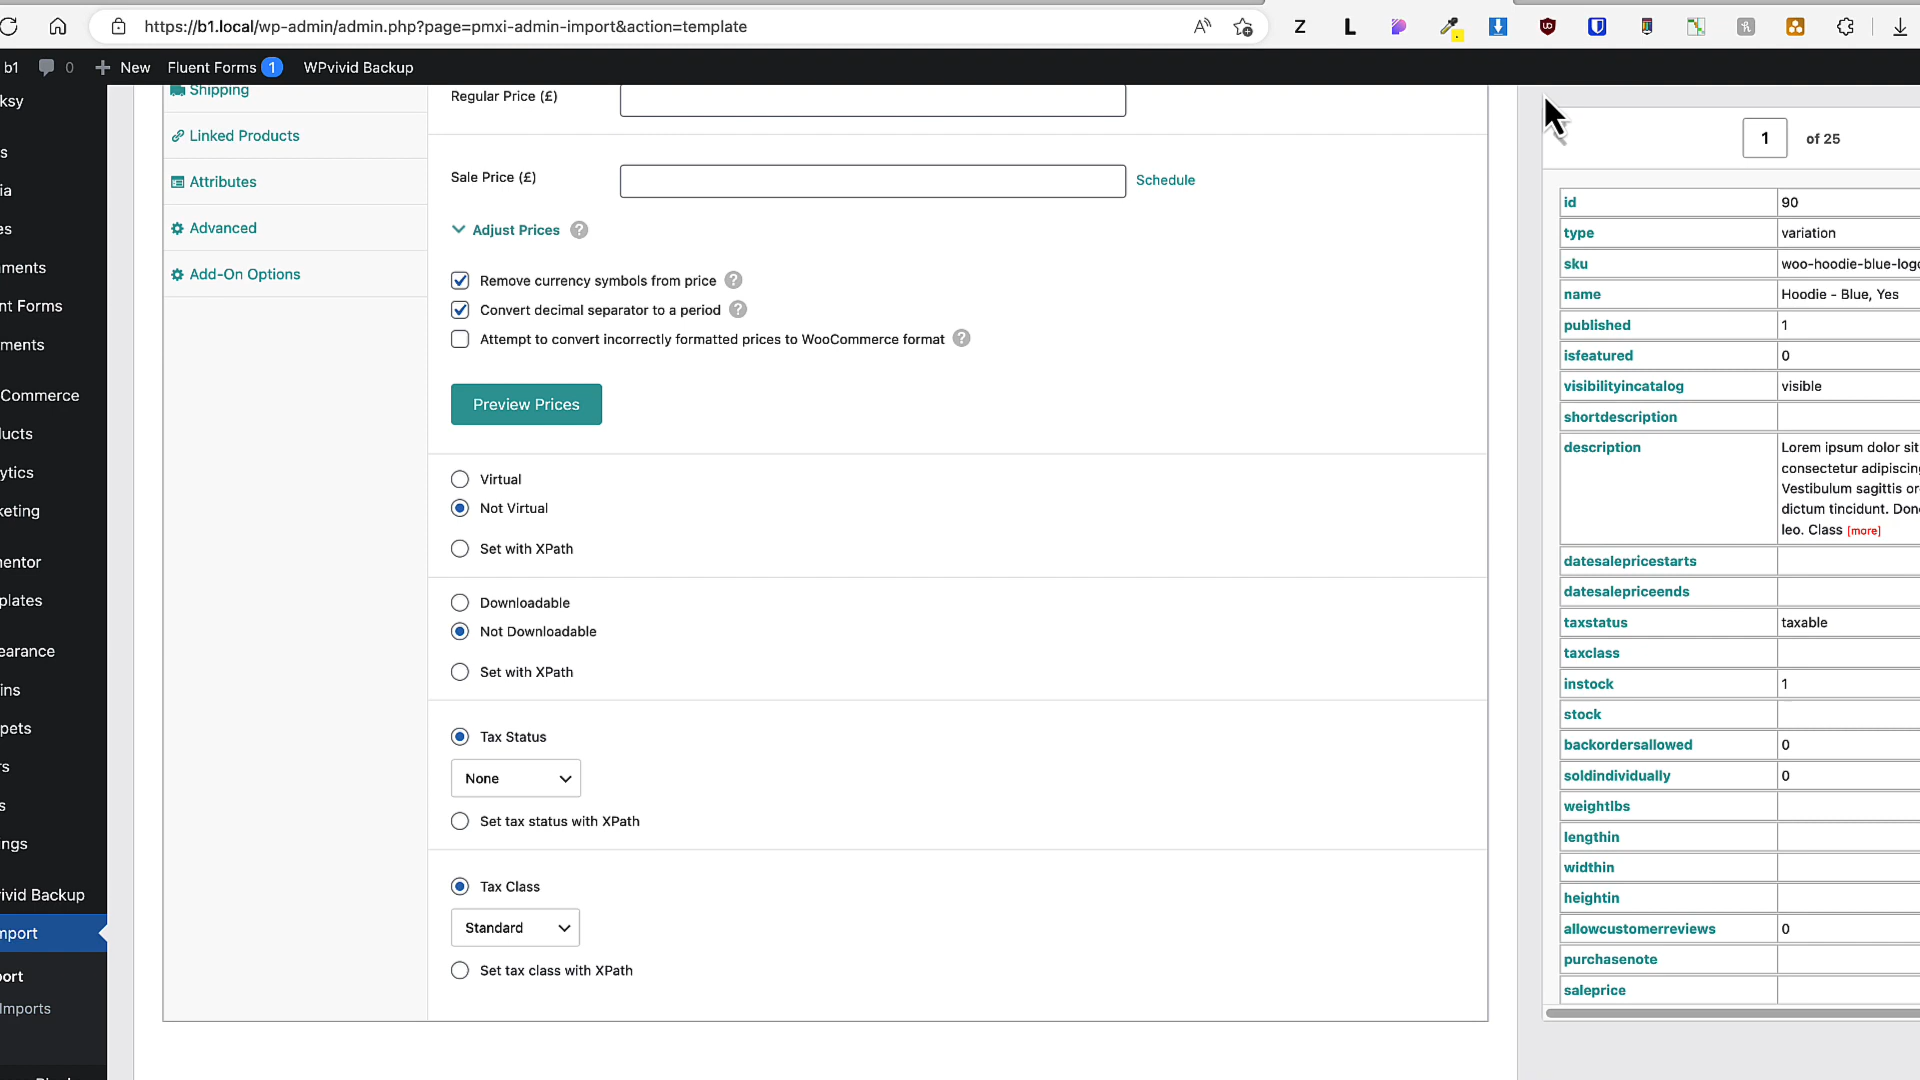 https://b1.local/wp-admin/admin.php?page=pmxi-admin-import&action=template
b1
0
New
Fluent Forms 1
WPvivid Backup
ksy
s
ia
es
ments
nt Forms
ments
Commerce
ucts
ytics
keting
entor
plates
earance
ins
pets
rs
s
ngs
ivid Backup
mport
ort
Imports
Shipping
Linked Products
Attributes
Advanced
Add-On Options
Regular Price (£)
Sale Price (£)
Schedule
Adjust Prices ?
Remove currency symbols from price ?
Convert decimal separator to a period ?
Attempt to convert incorrectly formatted prices to WooCommerce format ?
Preview Prices
Virtual
Not Virtual
Set with XPath
Downloadable
Not Downloadable
Set with XPath
Tax Status
None
Set tax status with XPath
Tax Class
Standard
Set tax class with XPath
1 of 25
id 90
type variation
sku woo-hoodie-blue-logo
name Hoodie - Blue, Yes
published 1
isfeatured 0
visibilityincatalog visible
shortdescription
description Lorem ipsum dolor sit
consectetur adipiscing
Vestibulum sagittis or
dictum tincidunt. Done
leo. Class [more]
datesalepricestarts
datesalepriceends
taxstatus taxable
taxclass
instock 1
stock
backordersallowed 0
soldindividually 0
weightlbs
lengthin
widthin
heightin
allowcustomerreviews 0
purchasenote
saleprice